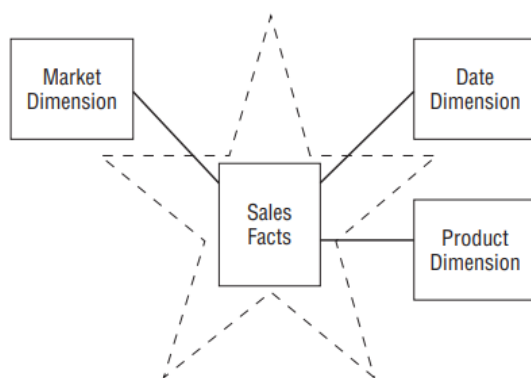 Market
Dimension
Date
Dimension
Sales
Facts
Product
Dimension